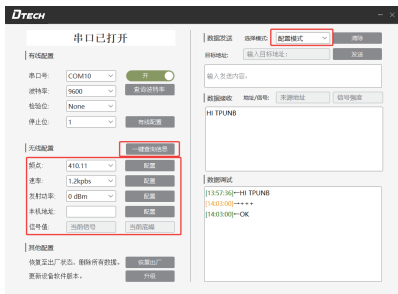 DTECH
串口已打开
有线配置
串口号: COM10 开
波特率: 9600 查询波特率
检验位: None
停止位: 1 有线配置
无线配置 一键查询信息
频点: 410.11 配置
速率: 1.2kbps 配置
发射功率: 0 dBm 配置
本机地址: 配置
信号值: 当前信号 当前底噪
其他配置
恢复至出厂状态。删除所有数据。 恢复出厂
更新设备软件版本。 升级
数据发送 选择模式: 配置模式 清除
目标地址: 输入目标地址: 发送
输入发送内容:
数据接收 地址/信号: 来源地址 信号强度
HI TPUNB
数据调试
[13:57:36]←HI TPUNB
[14:03:00]→+++
[14:03:00]←OK